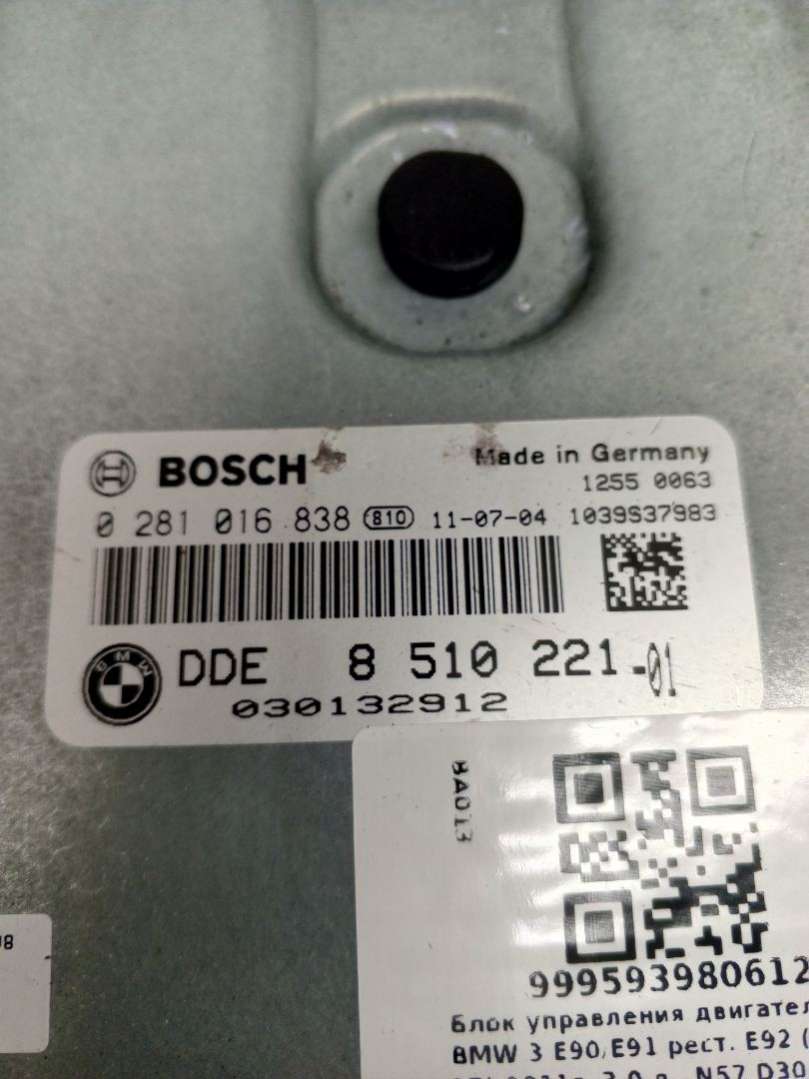 BOSCH
Made in Germany
1255 0063
0 281 016 838 810 11-07-04 1039S37983
BMW
DDE 8 510 221-01
030132912
999593980612
Блок управления двигател
BMW 3 E90/E91 рест. E92 (
N57 D30